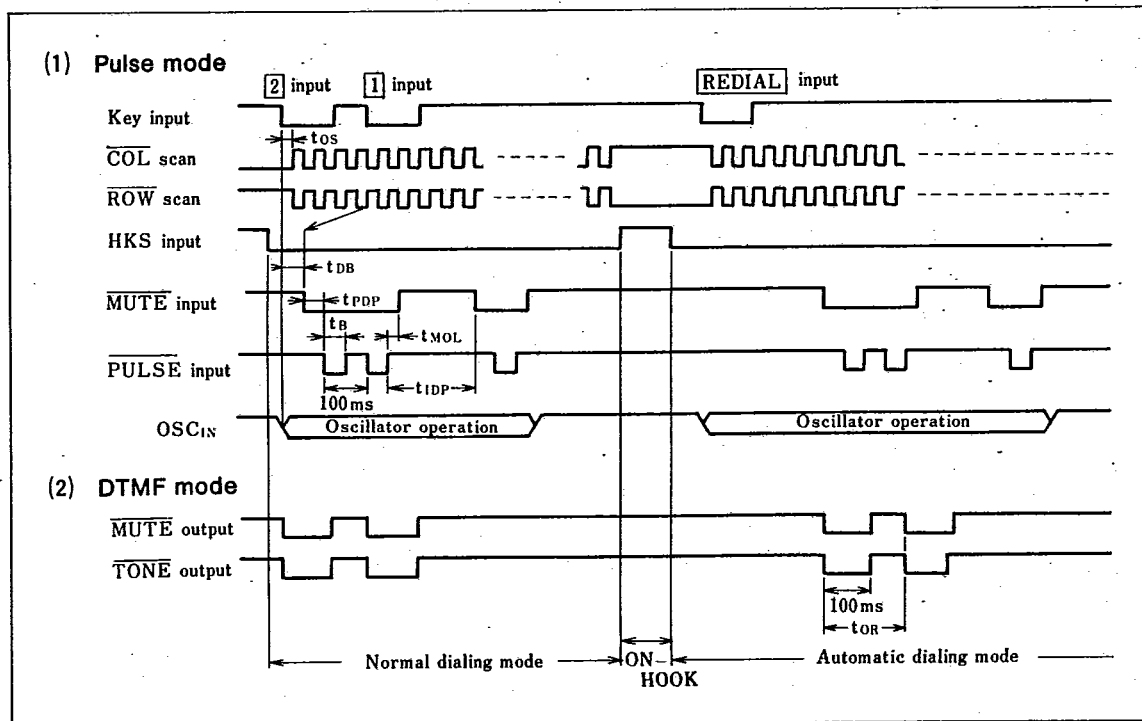 (1) Pulse mode
2 input 1 input REDIAL input
Key input
tOS
COL scan
ROW scan
HKS input
tDB
MUTE input
tPDP
tB
tMOL
PULSE input
tIDP
100ms
OSCIN
Oscillator operation Oscillator operation
(2) DTMF mode
MUTE output
TONE output
100ms
tOR
Normal dialing mode ON-HOOK Automatic dialing mode